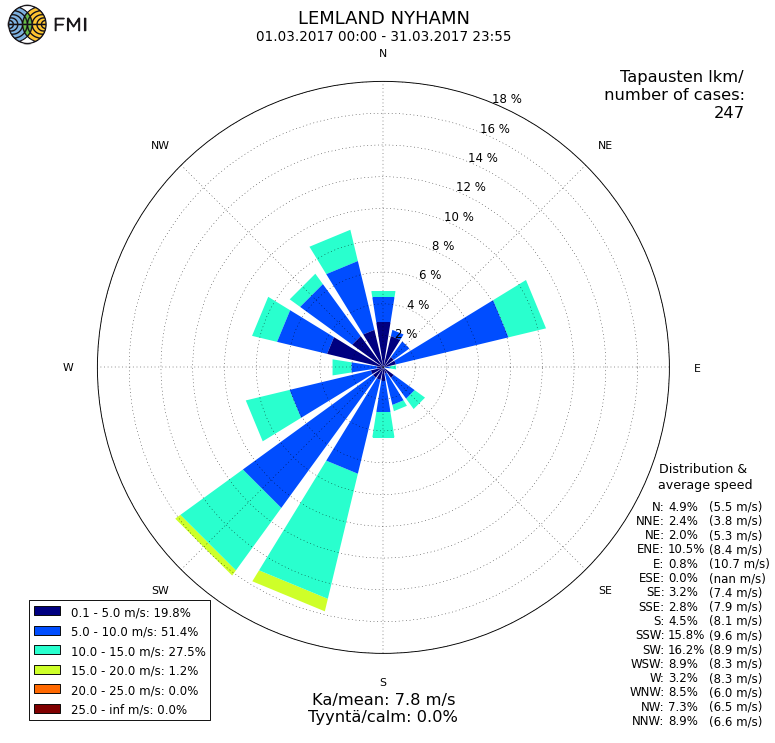 FMI
LEMLAND NYHAMN
01.03.2017 00:00 - 31.03.2017 23:55
Tapausten lkm/
number of cases:
247
N
NE
E
SE
S
SW
W
NW
18 %
16 %
14 %
12 %
10 %
8 %
6 %
4 %
2 %
Distribution &
average speed
N: 4.9% (5.5 m/s)
NNE: 2.4% (3.8 m/s)
NE: 2.0% (5.3 m/s)
ENE: 10.5% (8.4 m/s)
E: 0.8% (10.7 m/s)
ESE: 0.0% (nan m/s)
SE: 3.2% (7.4 m/s)
SSE: 2.8% (7.9 m/s)
S: 4.5% (8.1 m/s)
SSW: 15.8% (9.6 m/s)
SW: 16.2% (8.9 m/s)
WSW: 8.9% (8.3 m/s)
W: 3.2% (8.3 m/s)
WNW: 8.5% (6.0 m/s)
NW: 7.3% (6.5 m/s)
NNW: 8.9% (6.6 m/s)
0.1 - 5.0 m/s: 19.8%
5.0 - 10.0 m/s: 51.4%
10.0 - 15.0 m/s: 27.5%
15.0 - 20.0 m/s: 1.2%
20.0 - 25.0 m/s: 0.0%
25.0 - inf m/s: 0.0%
Ka/mean: 7.8 m/s
Tyyntä/calm: 0.0%